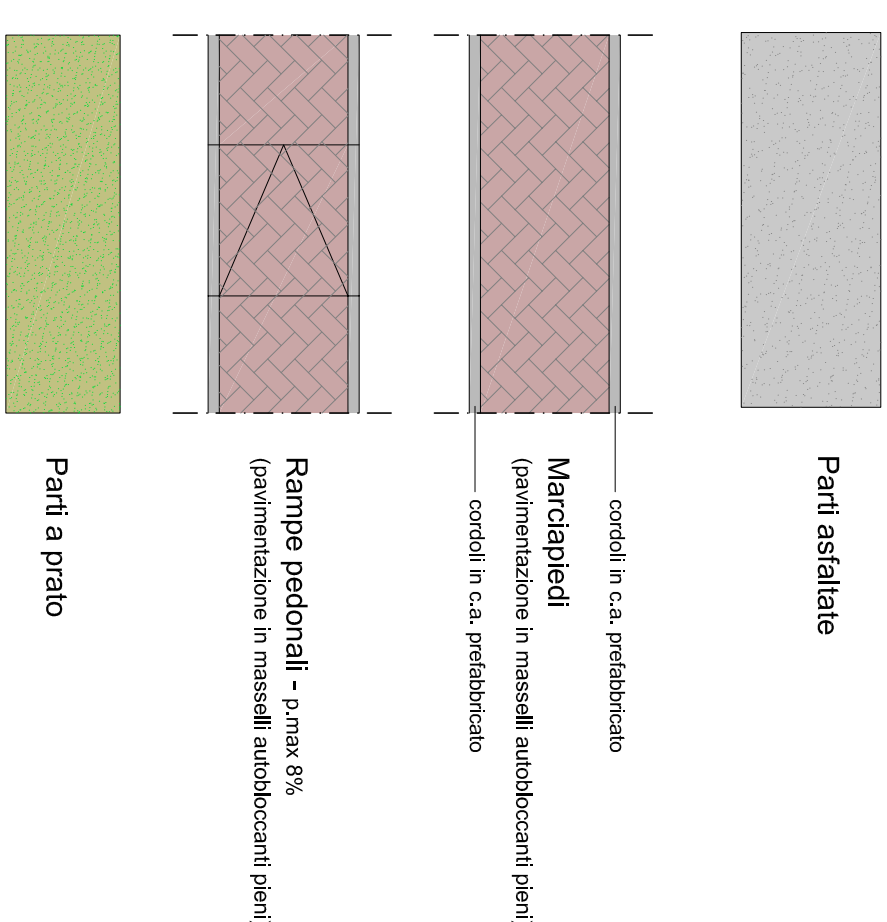 Parti asfaltate
cordoli in c.a. prefabbricato
Marciapiedi
(pavimentazione in masselli autobloccanti pieni)
cordoli in c.a. prefabbricato
Rampe pedonali - p.max 8%
(pavimentazione in masselli autobloccanti pieni)
Parti a prato